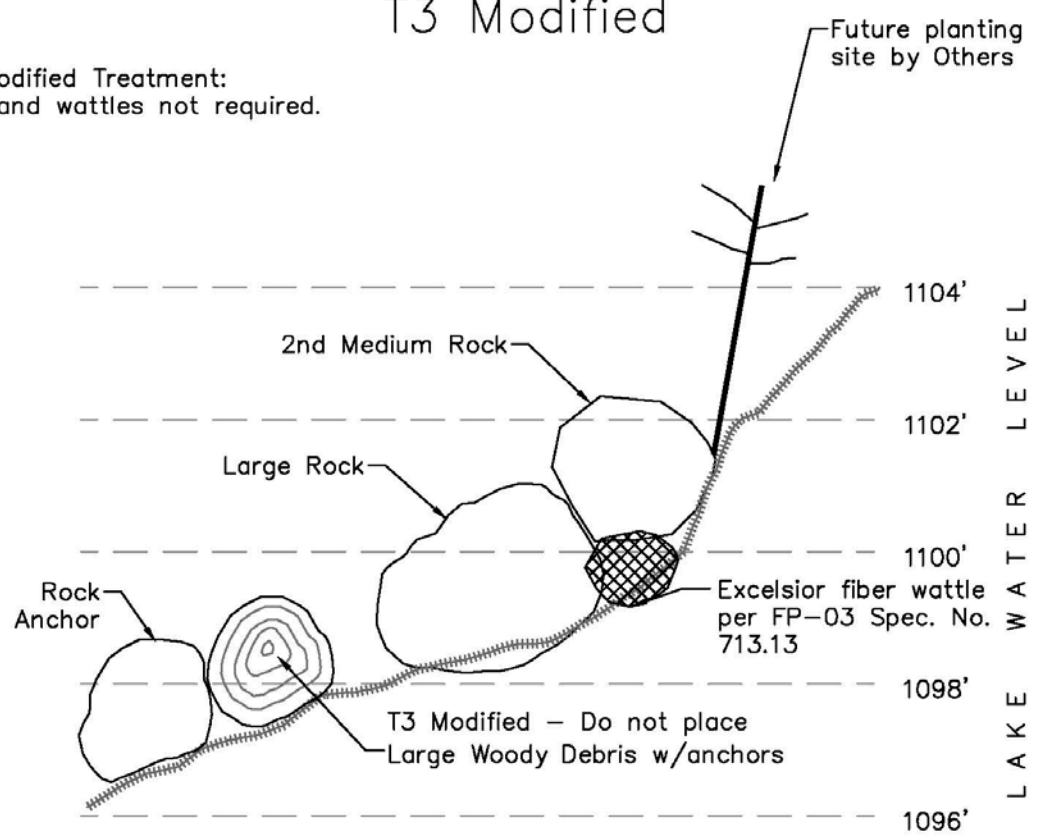 T3 Modified
odified Treatment:
and wattles not required.
Future planting
site by Others
1104'
2nd Medium Rock
1102'
Large Rock
1100'
Rock
Anchor
Excelsior fiber wattle
per FP-03 Spec. No.
713.13
1098'
T3 Modified - Do not place
Large Woody Debris w/anchors
1096'
LAKE WATER LEVEL